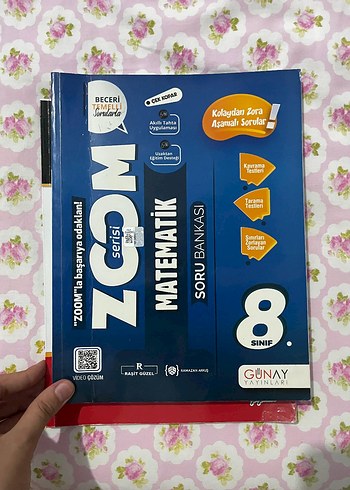 BECERİ
TEMELLİ
Sorularla
ÇEK KOPAR
Akıllı Tahta
Uygulaması
Uzaktan
Eğitim Desteği
Kolaydan Zora
Aşamalı Sorular
!
"ZOOM"la başarıya odaklan!
ZOOM
serisi
MATEMATİK
SORU BANKASI
Kavrama
Testleri
Tarama
Testleri
Sınırları
Zorlayan
Sorular
8.
SINIF
VİDEO ÇÖZÜM
R
RAŞİT GÜZEL
RAMAZAN AKKUŞ
GÜNAY
YAYINLARI